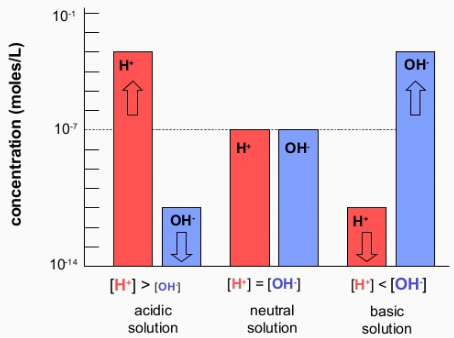 10-1
concentration (moles/L)
H+
OH-
10-7
H+
OH-
OH-
H+
10-14
[H+] > [OH-]
[H+] = [OH-]
[H+] < [OH-]
acidic
solution
neutral
solution
basic
solution